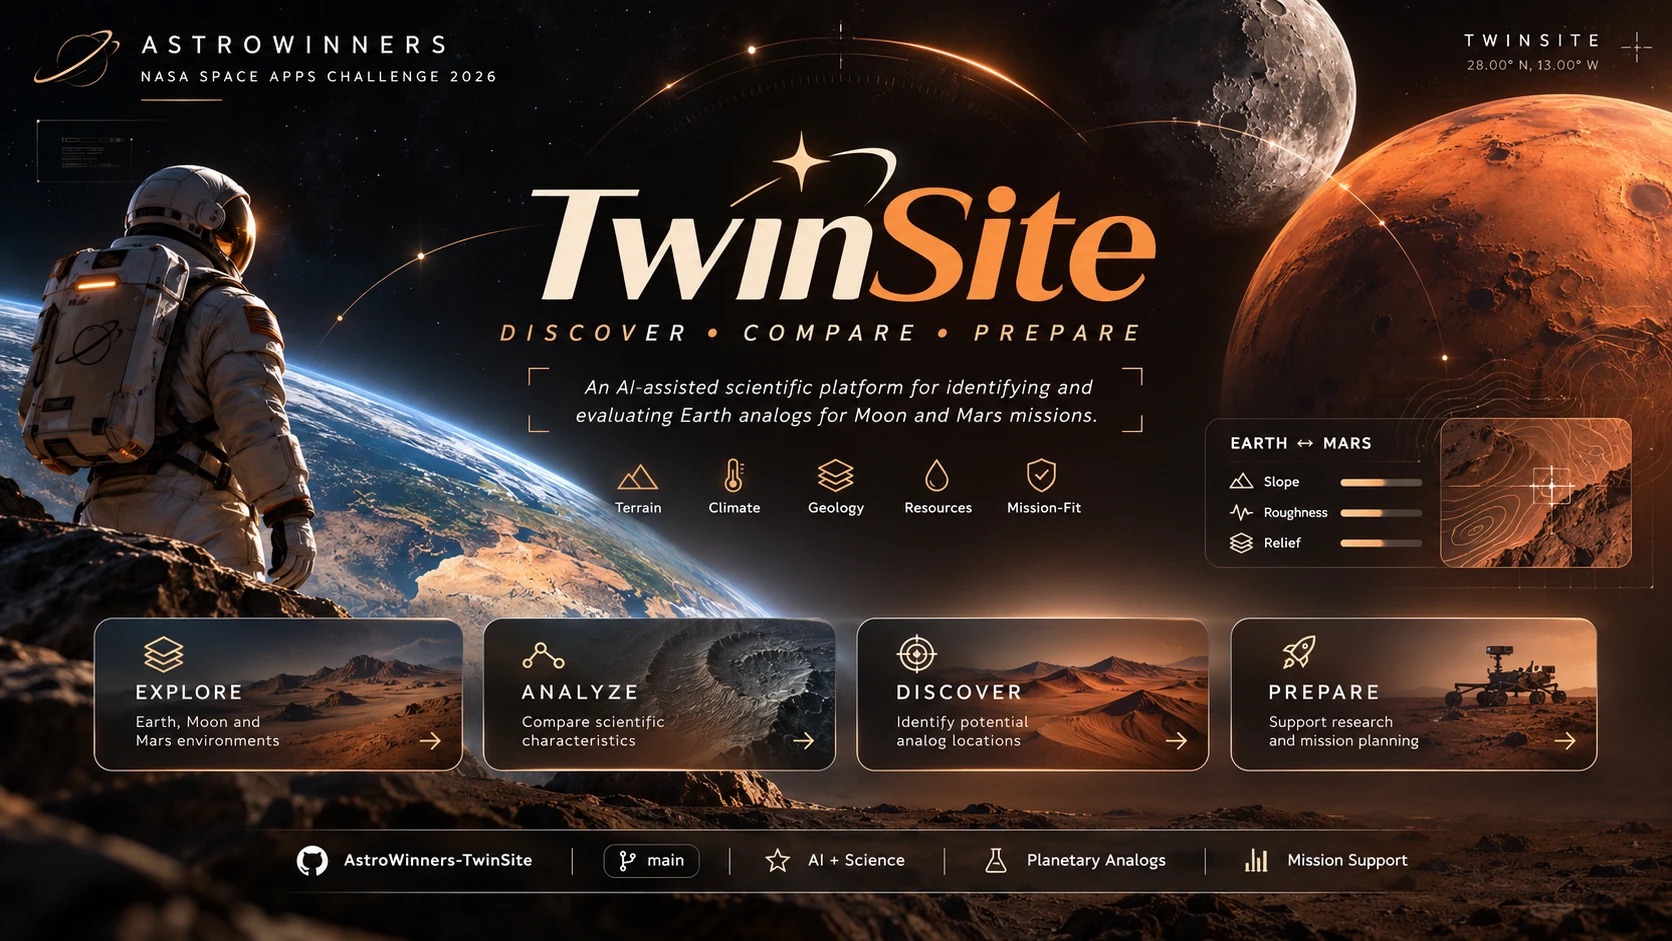 ASTROWINNERS
NASA SPACE APPS CHALLENGE 2026
TWINSITE
28.00° N, 13.00° W
TwinSite
DISCOVER • COMPARE • PREPARE
An AI-assisted scientific platform for identifying and
evaluating Earth analogs for Moon and Mars missions.
Terrain
Climate
Geology
Resources
Mission-Fit
EARTH ↔ MARS
Slope
Roughness
Relief
EXPLORE
Earth, Moon and
Mars environments
ANALYZE
Compare scientific
characteristics
DISCOVER
Identify potential
analog locations
PREPARE
Support research
and mission planning
AstroWinners-TwinSite
main
AI + Science
Planetary Analogs
Mission Support